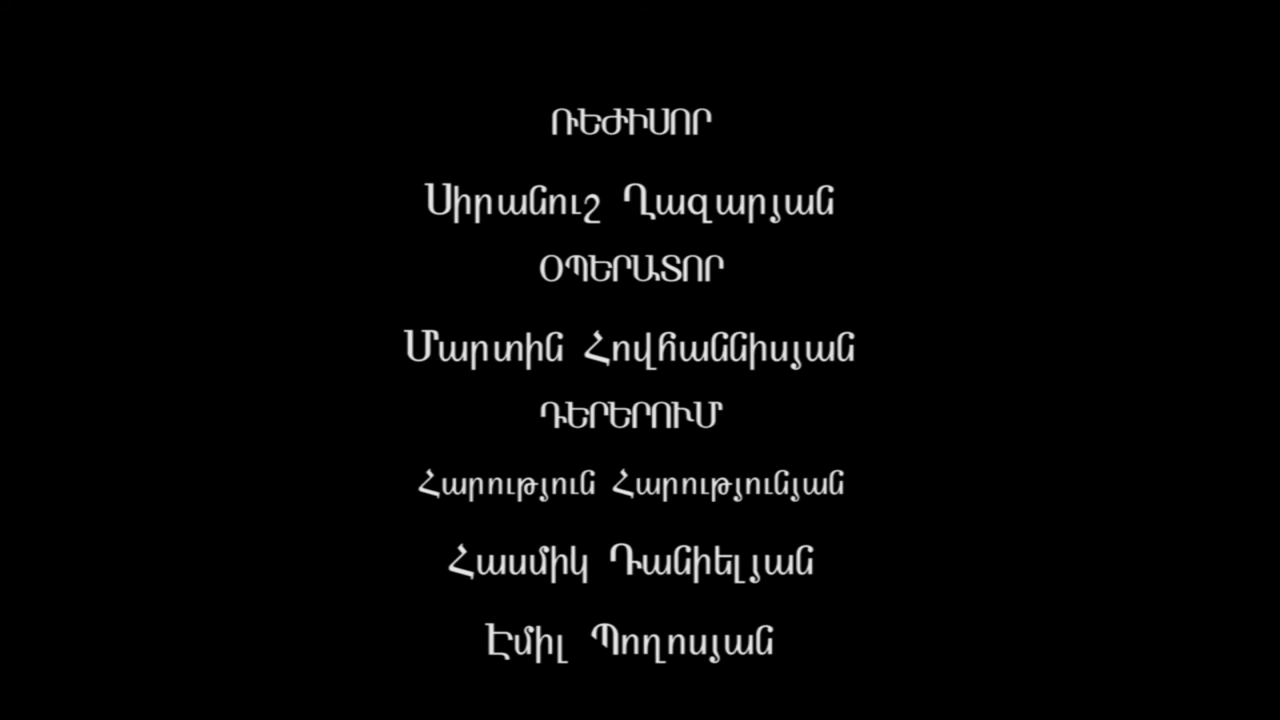 ՌԵԺԻՍՈՐ
Սիրանուշ Ղազարյան
ՕՊԵՐԱՏՈՐ
Մարտին Հովհաննիսյան
ԴԵՐԵՐՈՒՄ
Հարություն Հարությունյան
Հասմիկ Դանիելյան
Էմիլ Պողոսյան